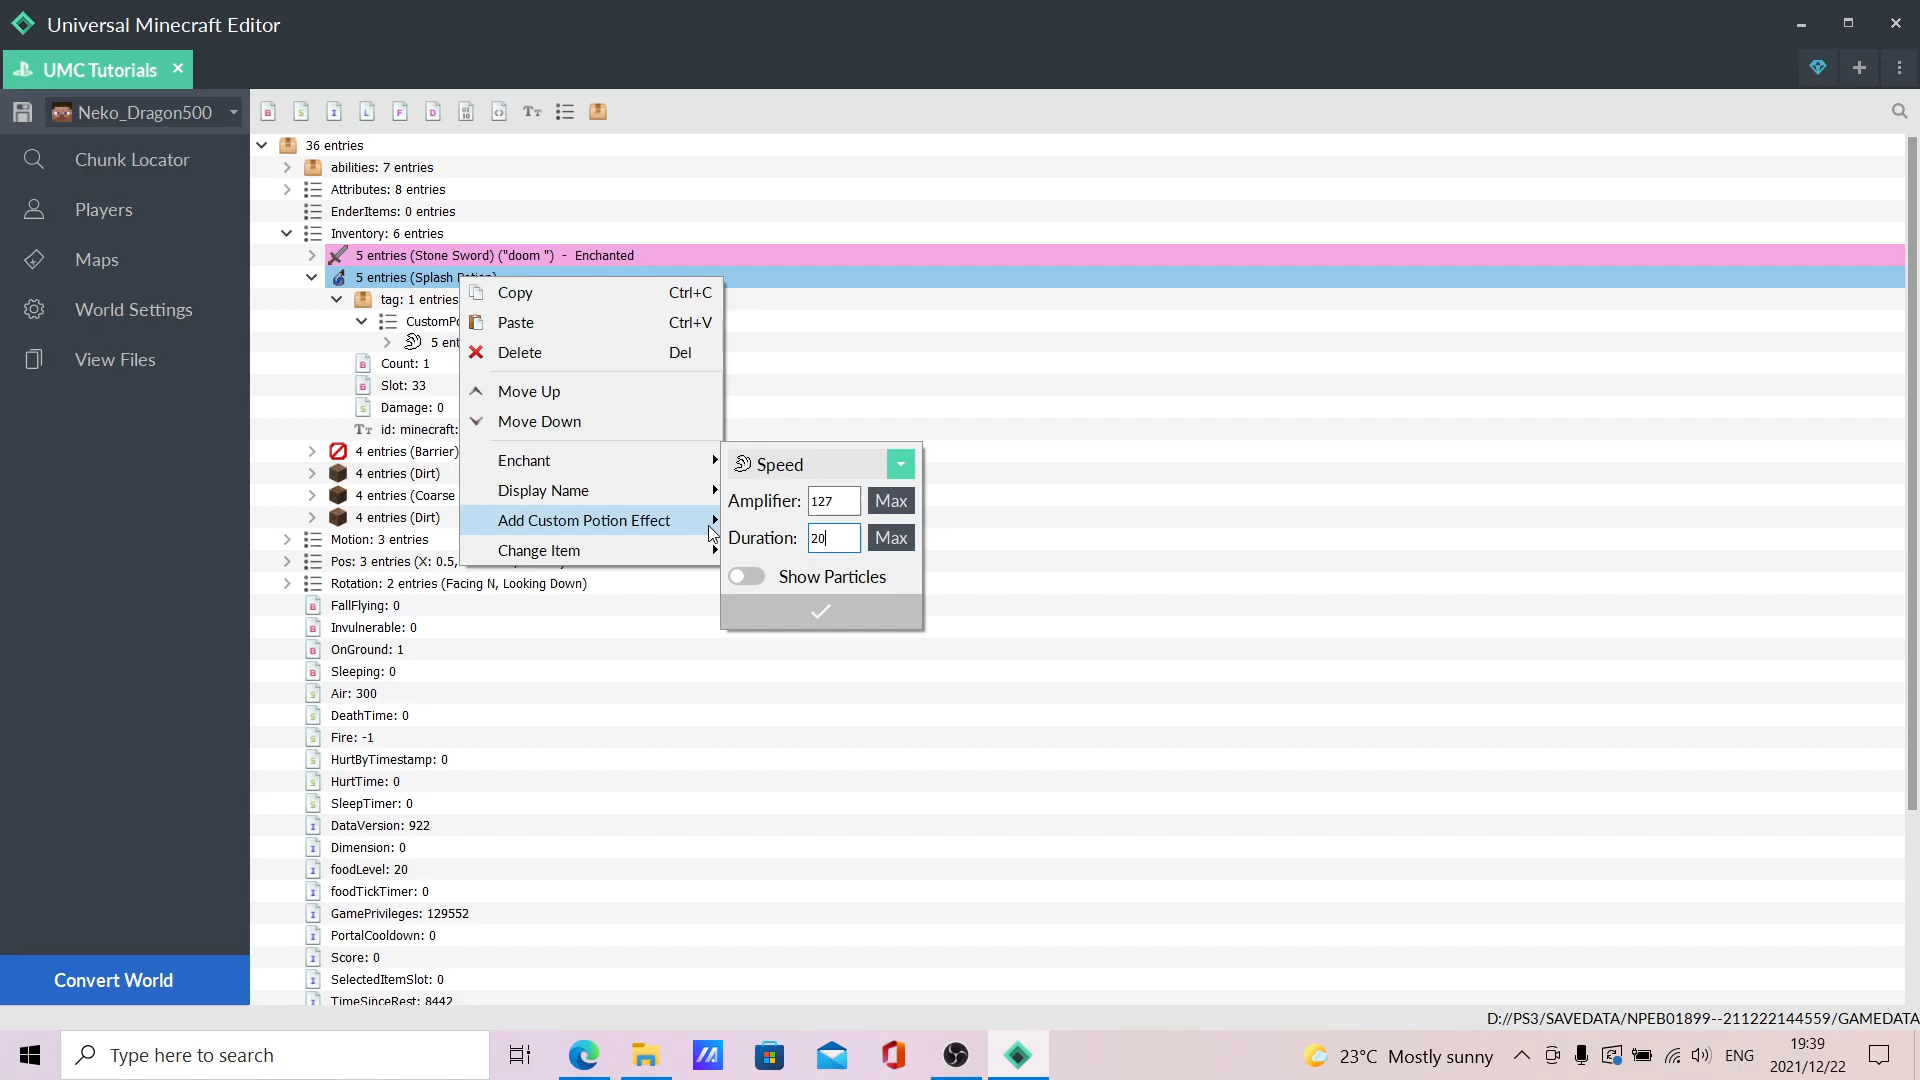 Universal Minecraft Editor
UMC Tutorials
Neko_Dragon500
Chunk Locator
Players
Maps
World Settings
View Files
Convert World
36 entries
abilities: 7 entries
Attributes: 8 entries
EnderItems: 0 entries
Inventory: 6 entries
5 entries (Stone Sword) ("doom ") - Enchanted
5 entries (Splash Potion)
tag: 1 entries
CustomPo
5 ent
Count: 1
Slot: 33
Damage: 0
id: minecraft:
4 entries (Barrier)
4 entries (Dirt)
4 entries (Coarse
4 entries (Dirt)
Motion: 3 entries
Pos: 3 entries (X: 0.5,
Rotation: 2 entries (Facing N, Looking Down)
FallFlying: 0
Invulnerable: 0
OnGround: 1
Sleeping: 0
Air: 300
DeathTime: 0
Fire: -1
HurtByTimestamp: 0
HurtTime: 0
SleepTimer: 0
DataVersion: 922
Dimension: 0
foodLevel: 20
foodTickTimer: 0
GamePrivileges: 129552
PortalCooldown: 0
Score: 0
SelectedItemSlot: 0
TimeSinceRest: 8442
Copy Ctrl+C
Paste Ctrl+V
Delete Del
Move Up
Move Down
Enchant
Display Name
Add Custom Potion Effect
Change Item
Speed
Amplifier: 127 Max
Duration: 20 Max
Show Particles
D://PS3/SAVEDATA/NPEB01899--211222144559/GAMEDATA
Type here to search
23°C Mostly sunny
ENG
19:39
2021/12/22